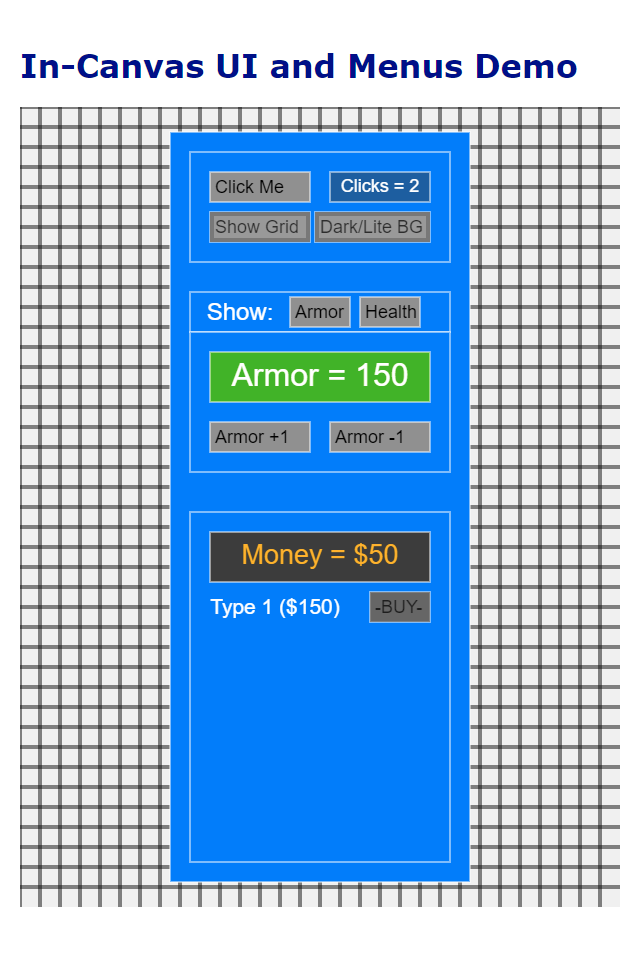 In-Canvas UI and Menus Demo
Click Me Clicks = 2
Show Grid Dark/Lite BG
Show: Armor Health
Armor = 150
Armor +1 Armor -1
Money = $50
Type 1 ($150) -BUY-